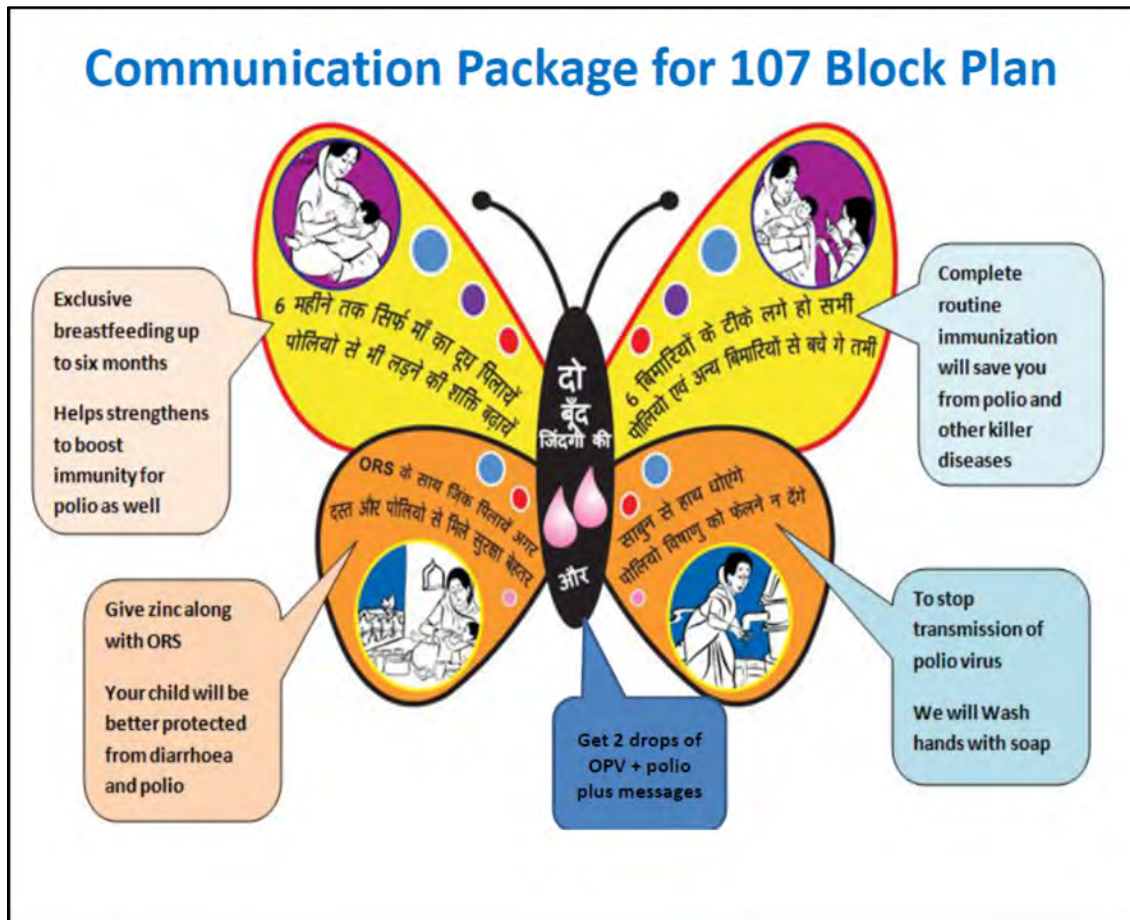 Communication Package for 107 Block Plan
Exclusive
breastfeeding up
to six months
Helps strengthens
to boost
immunity for
polio as well
6 महीने तक सिर्फ माँ का दूध पिलायें
पोलियो से भी लड़ने की शक्ति बढ़ायें
6 बिमारियों के टीके लगे हो सभी
पोलियो एवं अन्य बिमारियों से बचे गे तभी
Complete
routine
immunization
will save you
from polio and
other killer
diseases
दो
बूँद
जिंदगी की
और
ORS के साथ जिंक पिलायें अगर
दस्त और पोलियो से मिले सुरक्षा बेहतर
साबुन से हाथ धोएंगे
पोलियो विषाणु को फेलने न देंगे
Give zinc along
with ORS
Your child will be
better protected
from diarrhoea
and polio
Get 2 drops of
OPV + polio
plus messages
To stop
transmission of
polio virus
We will Wash
hands with soap